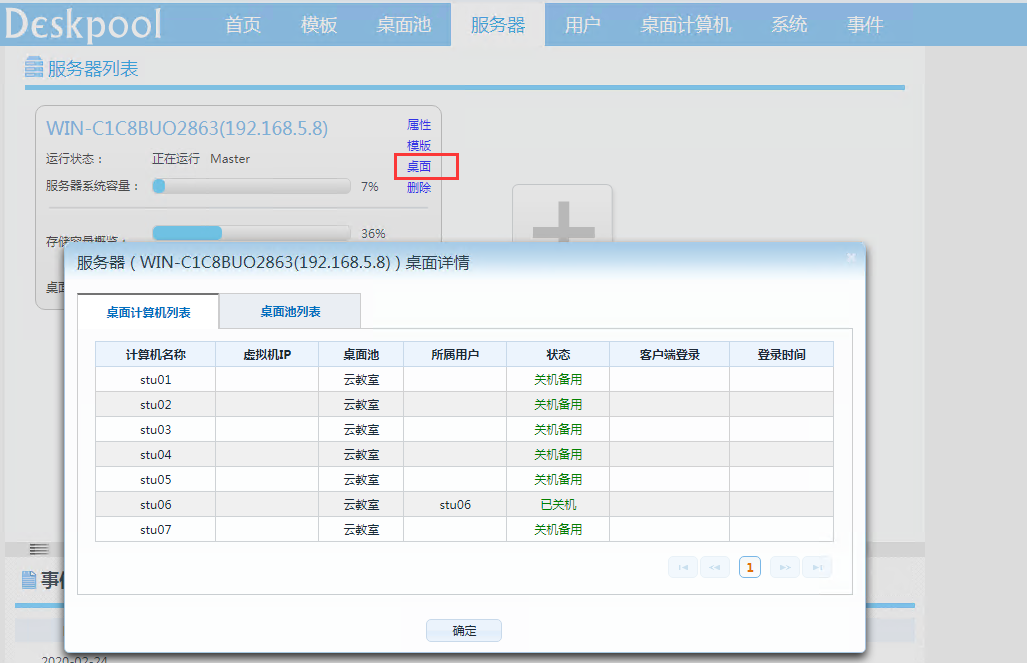 Deskpool 首页 模板 桌面池 服务器 用户 桌面计算机 系统 事件
服务器列表
WIN-C1C8BUO2863(192.168.5.8) 属性
模版
运行状态： 正在运行 Master 桌面
服务器系统容量： 7% 删除
存储容量概览： 36%
服务器 ( WIN-C1C8BUO2863(192.168.5.8) ) 桌面详情
桌面
桌面计算机列表 桌面池列表
计算机名称 虚拟机IP 桌面池 所属用户 状态 客户端登录 登录时间
stu01 云教室 关机备用
stu02 云教室 关机备用
stu03 云教室 关机备用
stu04 云教室 关机备用
stu05 云教室 关机备用
stu06 云教室 stu06 已关机
stu07 云教室 关机备用
1
事件
确定
2020-02-24